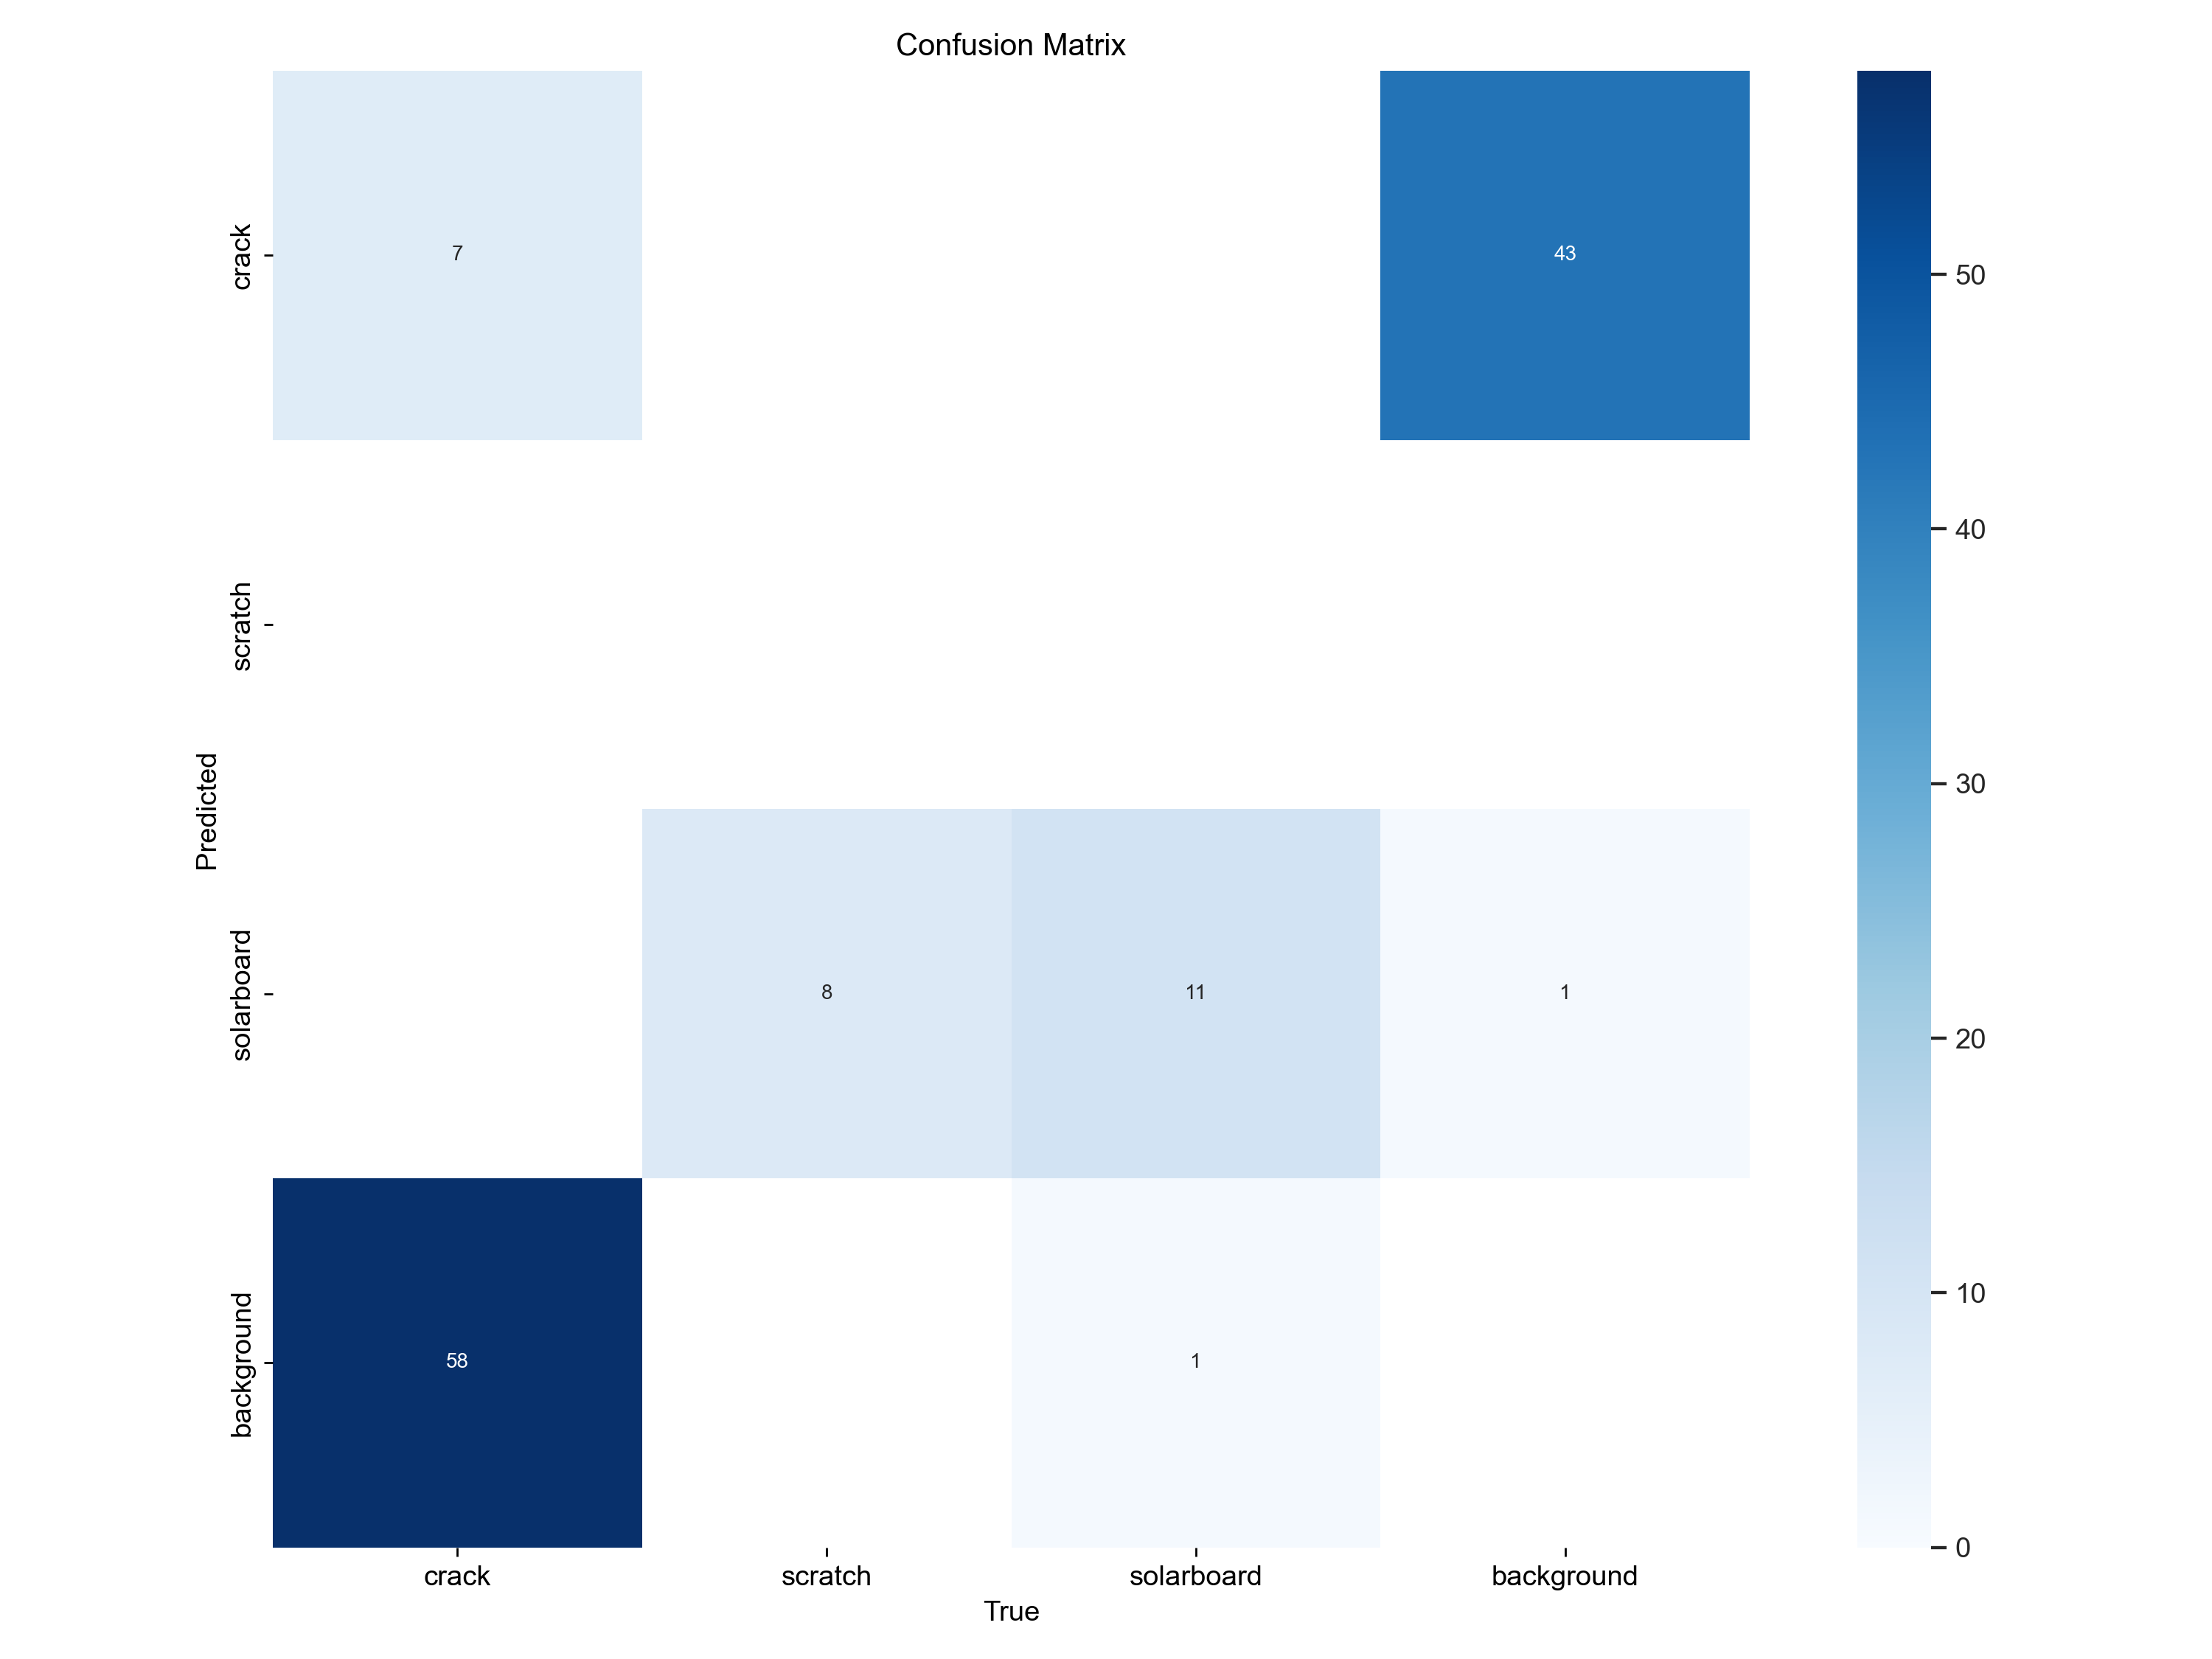 Confusion Matrix
crack
7
43
scratch
Predicted
solarboard
8
11
1
background
58
1
crack
scratch
solarboard
background
True
50
40
30
20
10
0